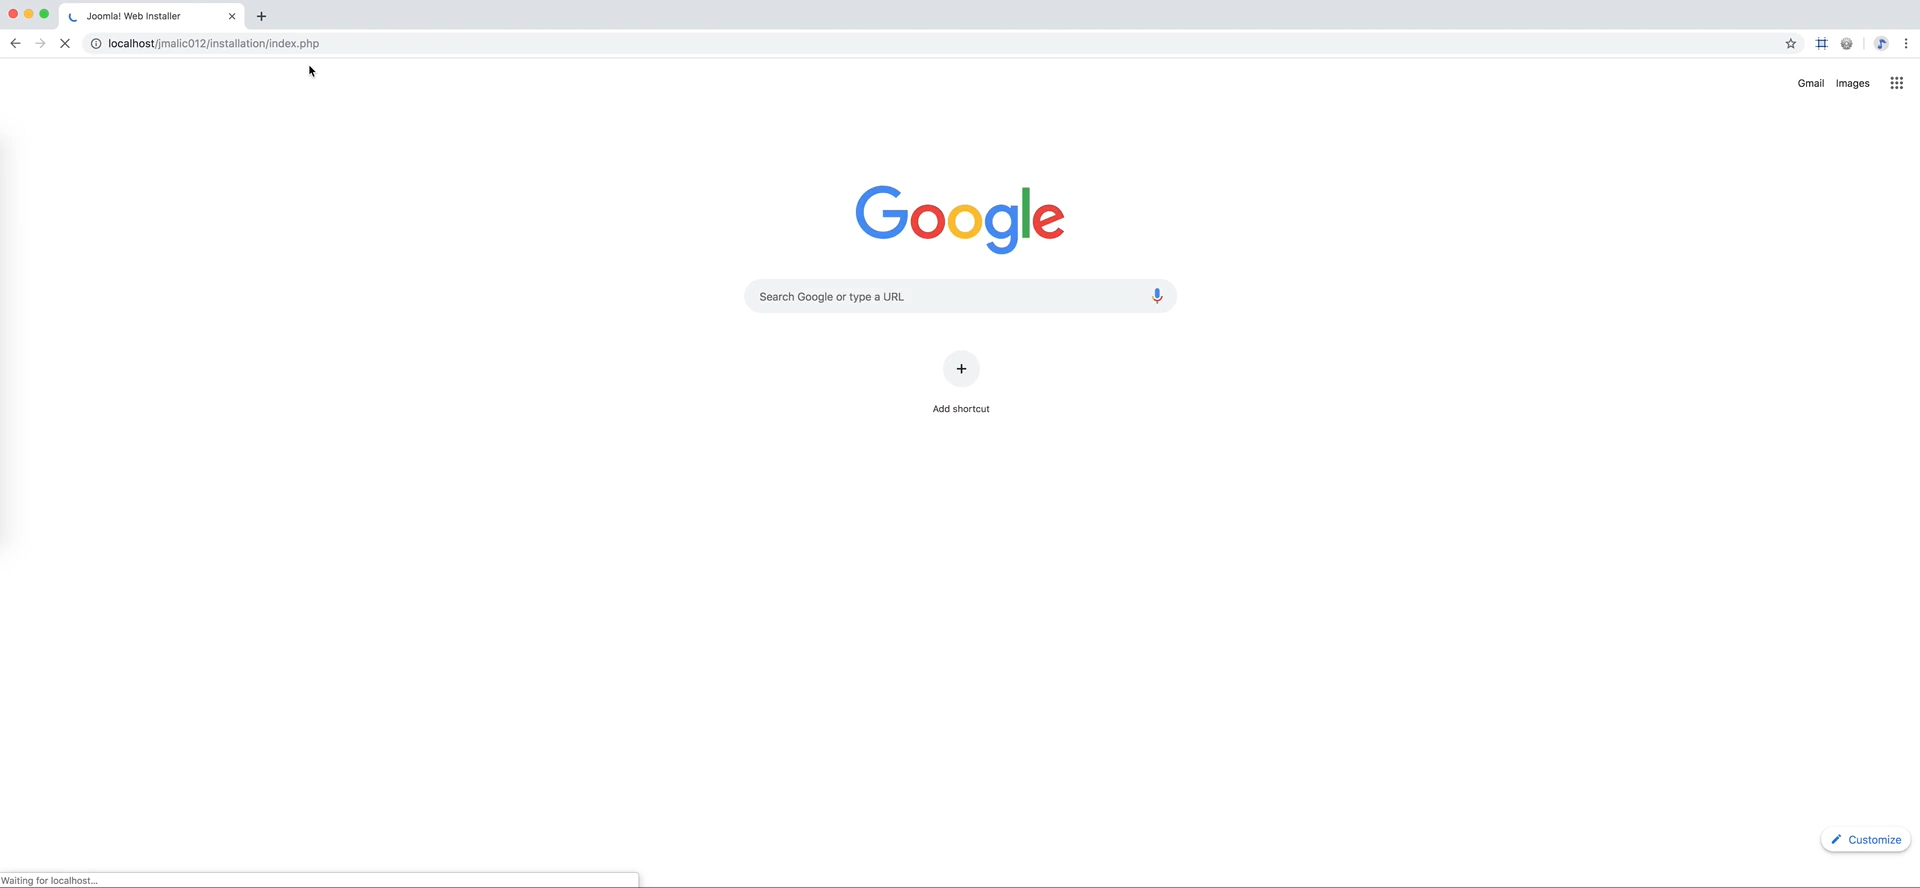 Joomla! Web Installer
localhost/jmalic012/installation/index.php
Gmail Images
Google
Search Google or type a URL
Add shortcut
Customize
Waiting for localhost...